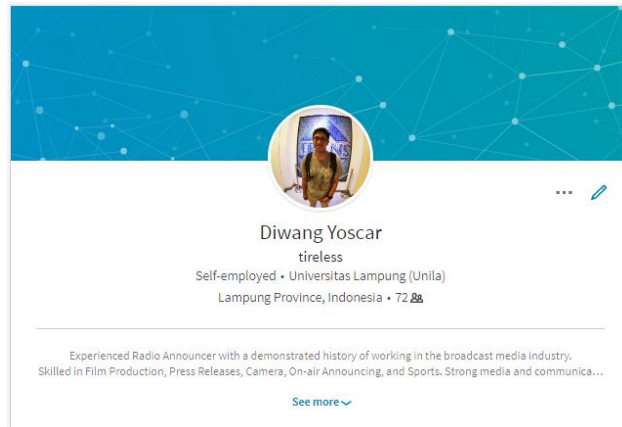 Diwang Yoscar
tireless
Self-employed • Universitas Lampung (Unila)
Lampung Province, Indonesia • 72
Experienced Radio Announcer with a demonstrated history of working in the broadcast media industry.
Skilled in Film Production, Press Releases, Camera, On-air Announcing, and Sports. Strong media and communica...
See more